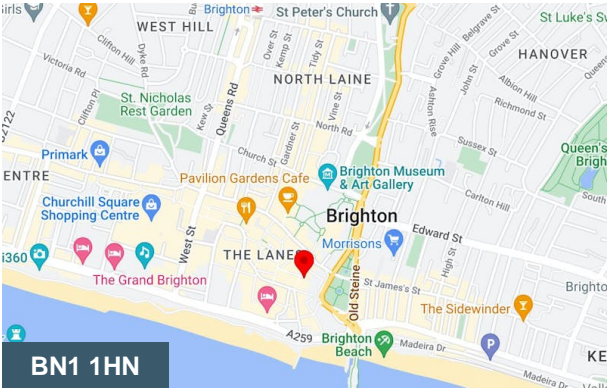 Girls
Brighton
St Peter's Church
St Luke's Sw
WEST HILL
Clifton Hill
Dyke Rd
Victoria Rd
Over St
Kemp St
Tidy St
Belgrave St
Grove Hill
Grove St
HANOVER
John St
Albion Hill
Richmond St
Ashton Rise
NORTH LAINE
Queens Rd
Clifton Pl
St. Nicholas
Rest Garden
Kew St
Gardner St
Vine St
North Rd
Church St
Sussex St
Queen's
Brigh
South
Primark
ENTRE
Pavilion Gardens Cafe
Brighton Museum
& Art Gallery
Carlton Hill
Churchill Square
Shopping Centre
Brighton
Edward St
Morrisons
High St
West St
i360
THE LANES
The Grand Brighton
Old Steine
St James's St
The Sidewinder
Brighto
A259
Brighton
Beach
Madeira Dr
Madeira Dr
P
KE
BN1 1HN